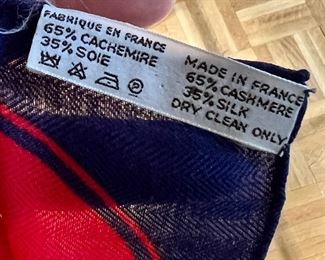 FABRIQUE EN FRANCE
65% CACHEMIRE
35% SOIE
MADE IN FRANCE
65% CASHMERE
35% SILK
DRY CLEAN ONLY